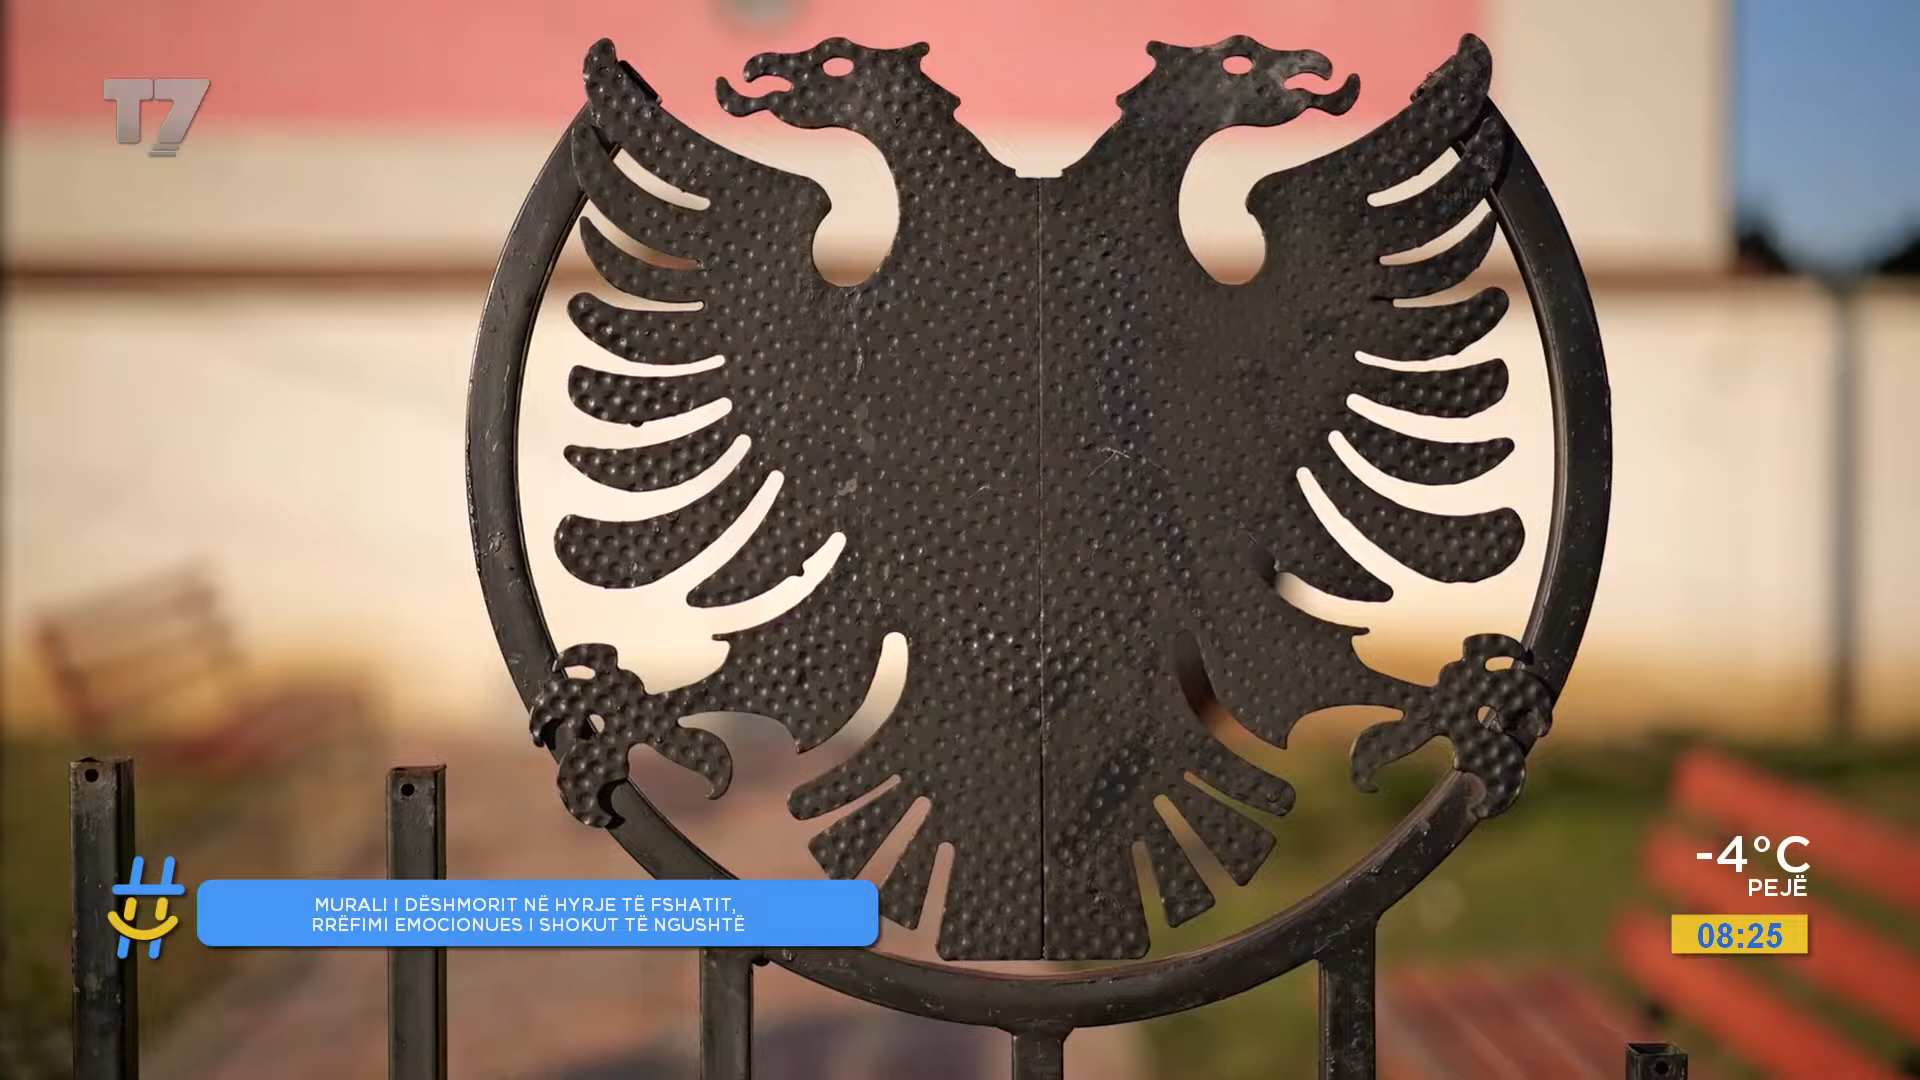 T7
MURALI I DËSHMORIT NË HYRJE TË FSHATIT,
RRËFIMI EMOCIONUES I SHOKUT TË NGUSHTË
-4°C
PEJË
08:25